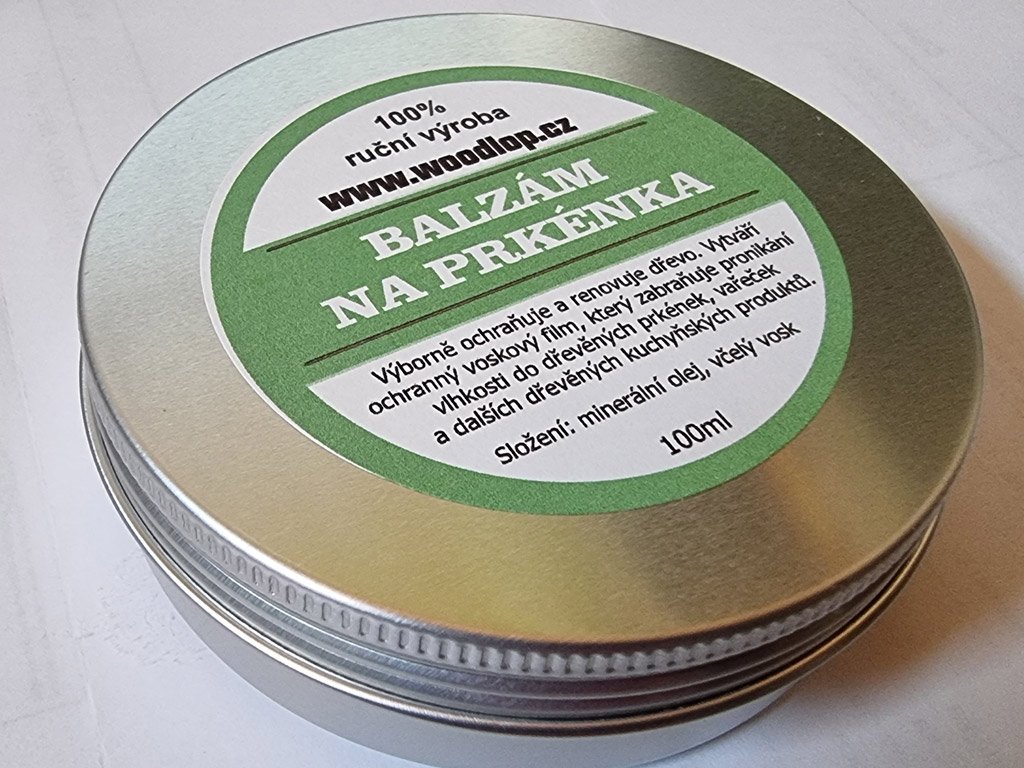 100%
ruční výroba
www.woodlop.cz
BALZÁM
NA PRKÉNKA
Výborně ochraňuje a renovuje dřevo. Vytváří
ochranný voskový film, který zabraňuje pronikání
vlhkosti do dřevěných prkének, vařeček
a dalších dřevěných kuchyňských produktů.
Složení: minerální olej, včelý vosk
100ml